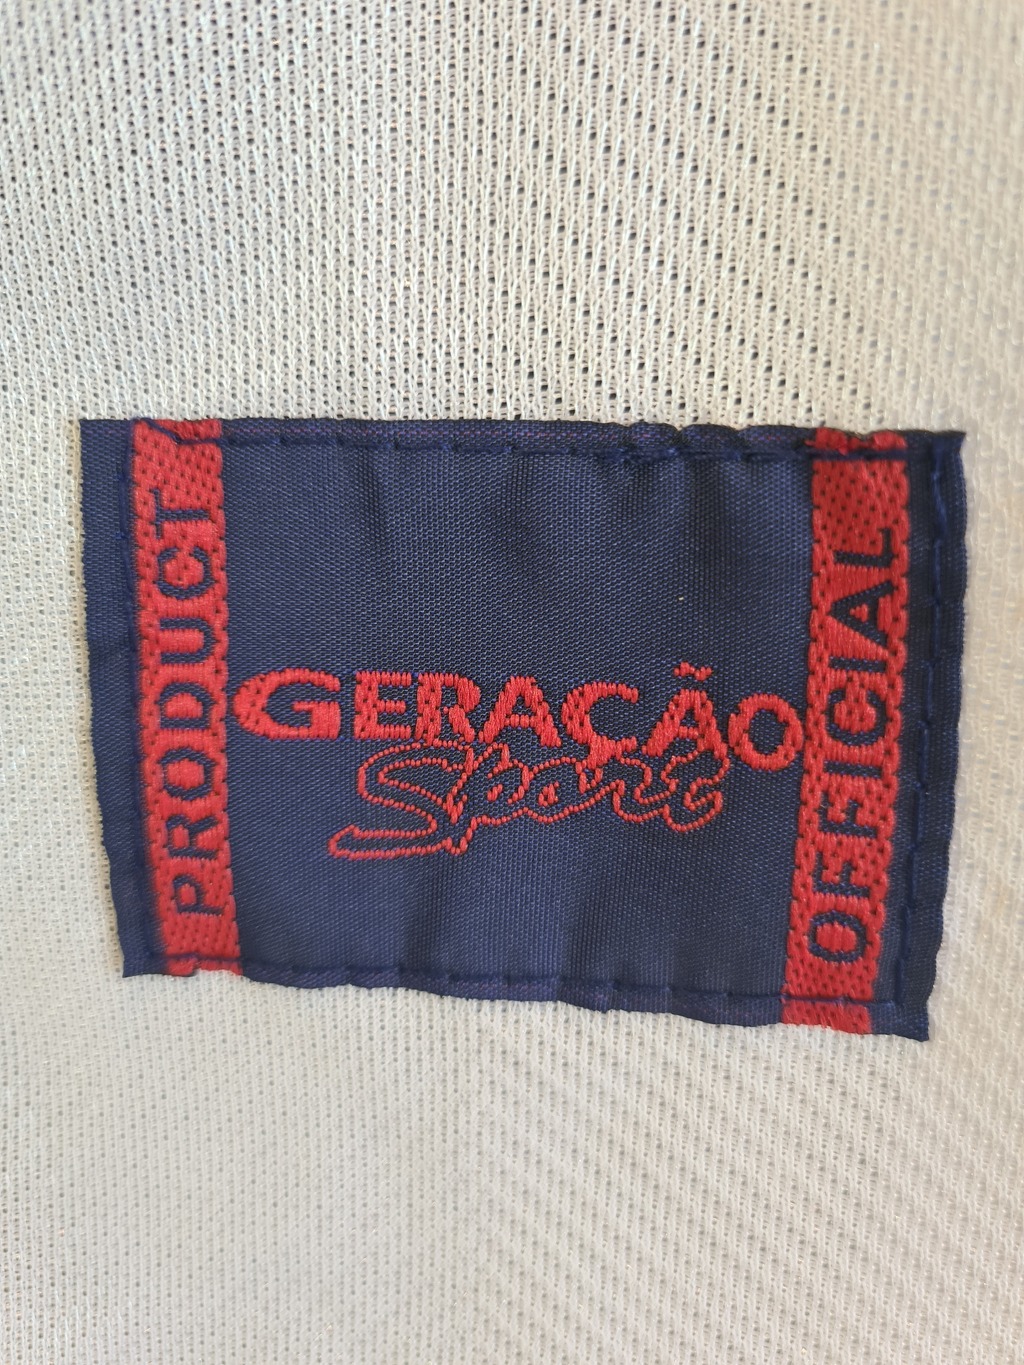 PRODUCT
GERAÇÃO
Sport
OFFICIAL